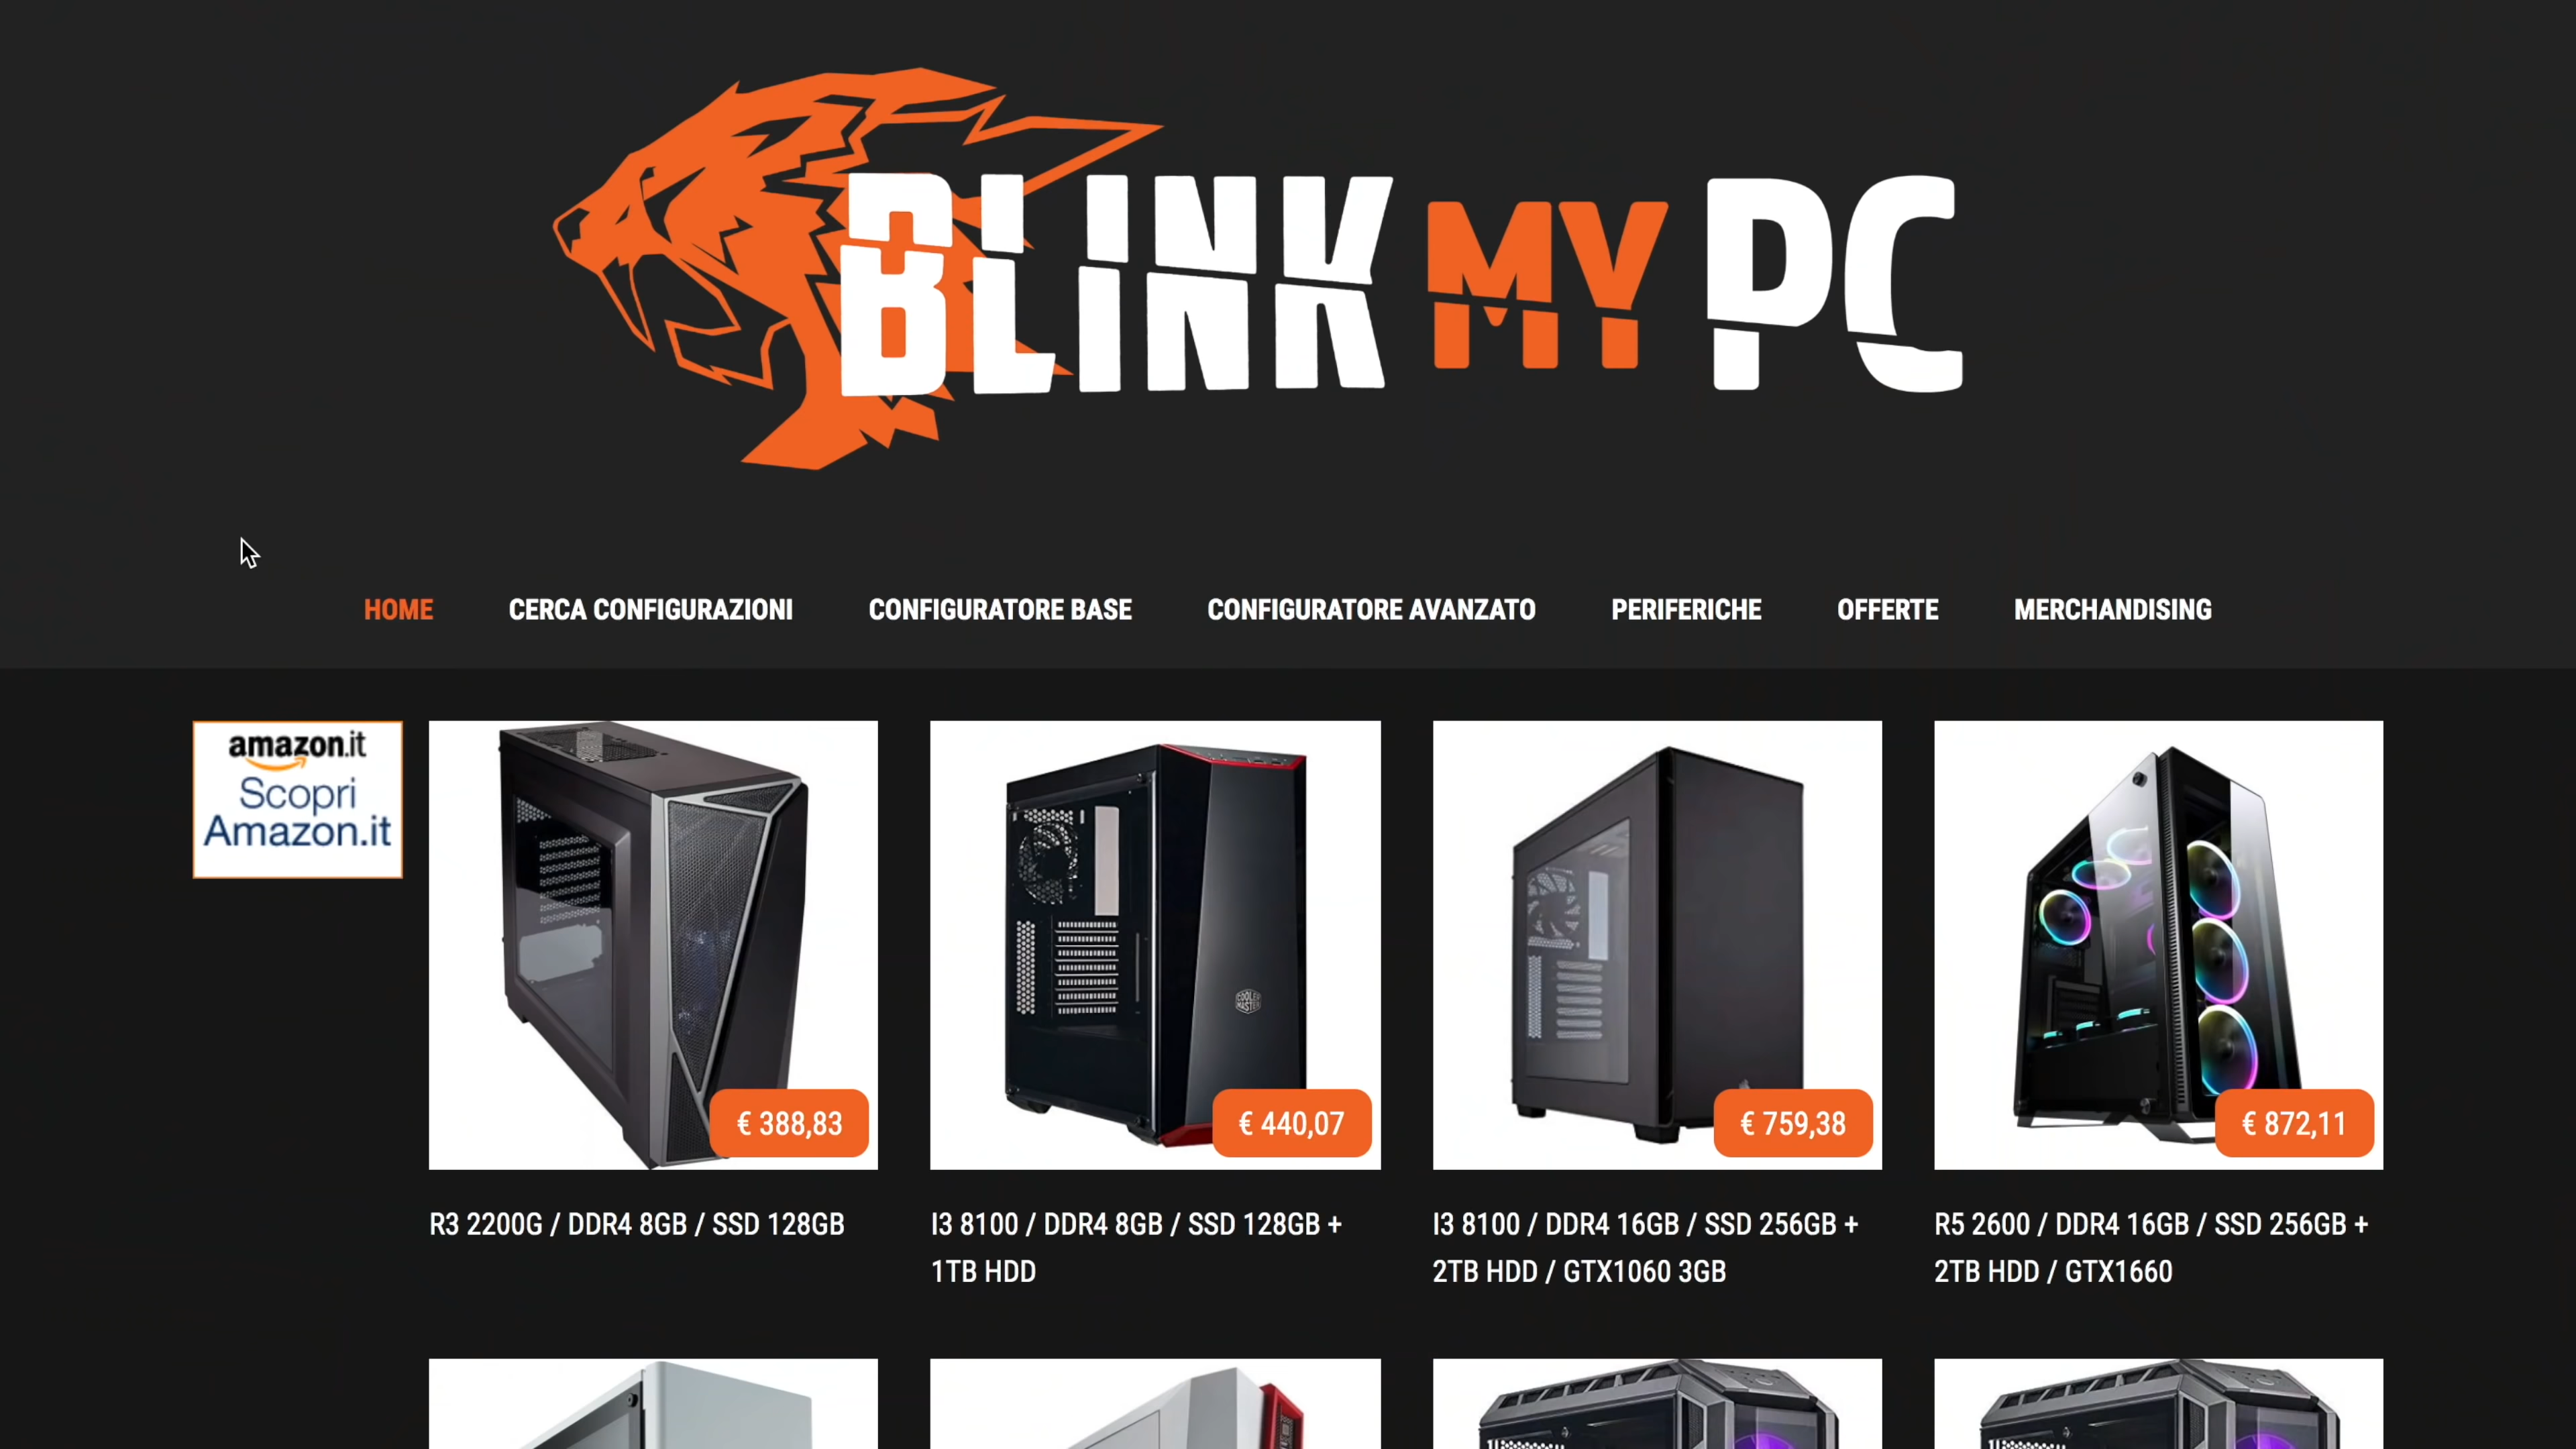 BLINK MY PC
HOME CERCA CONFIGURAZIONI CONFIGURATORE BASE CONFIGURATORE AVANZATO PERIFERICHE OFFERTE MERCHANDISING
amazon.it
Scopri
Amazon.it
COOLER
MASTER
€ 388,83
€ 440,07
€ 759,38
€ 872,11
R3 2200G / DDR4 8GB / SSD 128GB
I3 8100 / DDR4 8GB / SSD 128GB +
1TB HDD
I3 8100 / DDR4 16GB / SSD 256GB +
2TB HDD / GTX1060 3GB
R5 2600 / DDR4 16GB / SSD 256GB +
2TB HDD / GTX1660